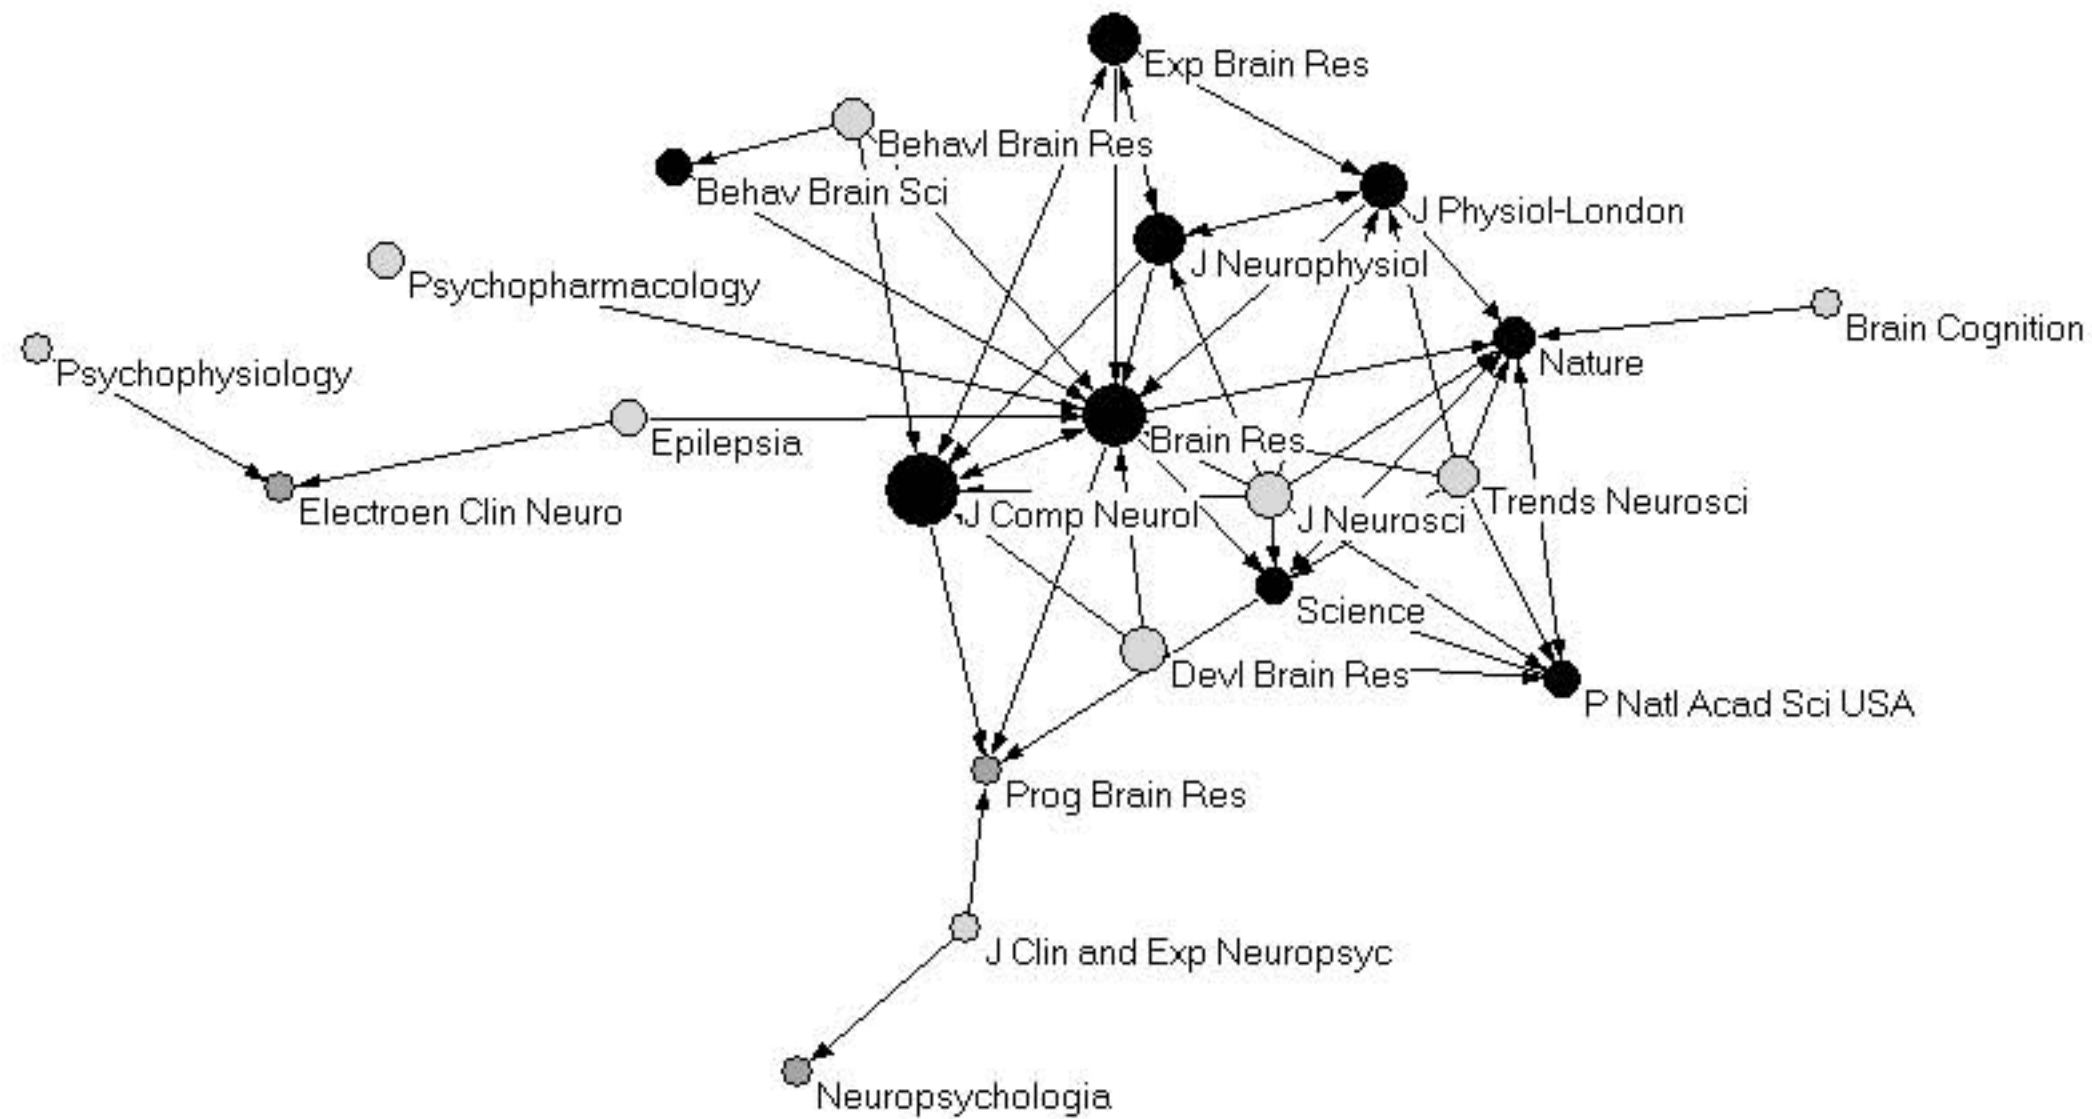 Exp Brain Res
Behavl Brain Res
Behav Brain Sci
J Physiol-London
J Neurophysiol
Psychopharmacology
Brain Cognition
Nature
Psychophysiology
Epilepsia
Brain Res
Electroen Clin Neuro
J Comp Neurol
J Neurosci
Trends Neurosci
Science
Devl Brain Res
P Natl Acad Sci USA
Prog Brain Res
J Clin and Exp Neuropsyc
Neuropsychologia